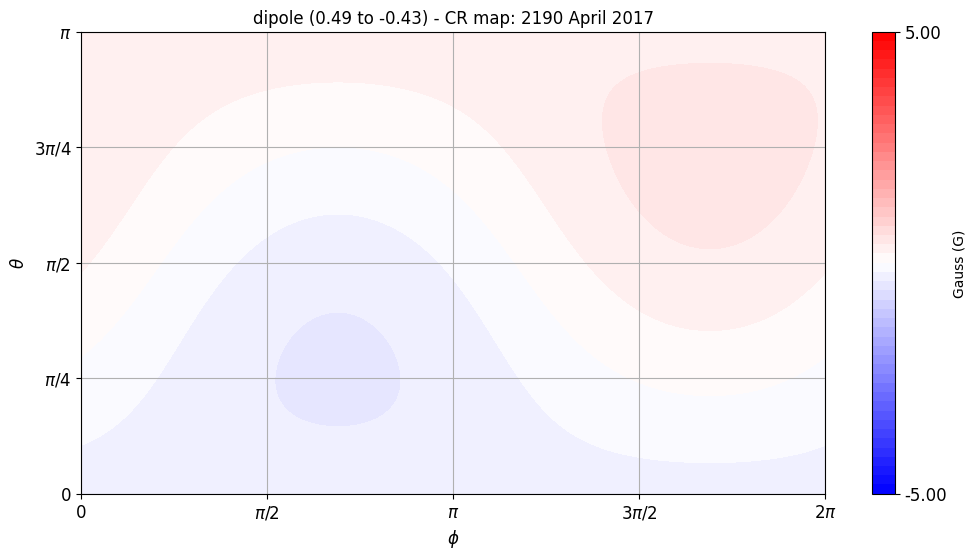 dipole (0.49 to -0.43) - CR map: 2190 April 2017
π
3π/4
π/2
π/4
0
θ
0
π/2
π
3π/2
2π
ϕ
5.00
-5.00
Gauss (G)